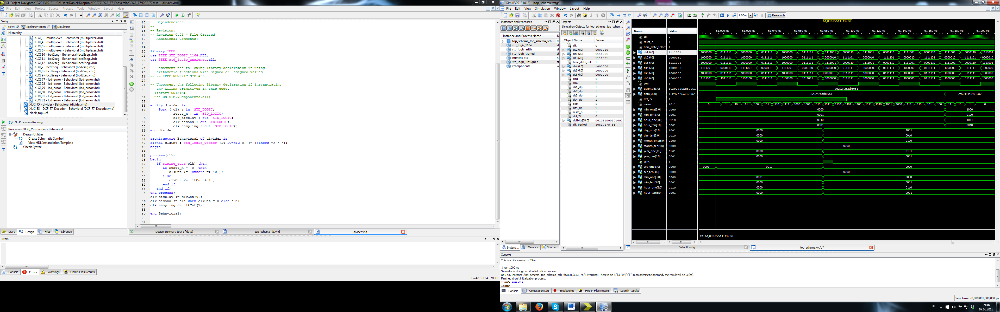 ISE Project Navigator (P.20131013) - C:\Users\Daniel\Dropbox\DCF77\DCF_77_Endversion\DCF_77\DCF_77.xise - [divider.vhd]
File Edit View Project Source Process Tools Window Layout Help
Design
View: Implementation Simulation
Hierarchy
XLXI_3 - multiplexer - Behavioral (multiplexer.vhd)
XLXI_4 - multiplexer - Behavioral (multiplexer.vhd)
XLXI_5 - multiplexer - Behavioral (multiplexer.vhd)
XLXI_6 - multiplexer - Behavioral (multiplexer.vhd)
XLXI_10 - bcd2seg - Behavioral (bcd2seg.vhd)
XLXI_11 - bcd2seg - Behavioral (bcd2seg.vhd)
XLXI_12 - bcd2seg - Behavioral (bcd2seg.vhd)
XLXI_7 - bcd2seg - Behavioral (bcd2seg.vhd)
XLXI_8 - bcd2seg - Behavioral (bcd2seg.vhd)
XLXI_9 - bcd2seg - Behavioral (bcd2seg.vhd)
XLXI_77 - lcd_exnor - Behavioral (lcd_exnor.vhd)
XLXI_78 - lcd_exnor - Behavioral (lcd_exnor.vhd)
XLXI_79 - lcd_exnor - Behavioral (lcd_exnor.vhd)
XLXI_80 - lcd_exnor - Behavioral (lcd_exnor.vhd)
XLXI_81 - lcd_exnor - Behavioral (lcd_exnor.vhd)
XLXI_82 - lcd_exnor - Behavioral (lcd_exnor.vhd)
XLXI_75 - divider - Behavioral (divider.vhd)
XLXI_83 - DCF_77_Decoder - Behavioral (DCF_77_Decoder.vhd)
clock_top.ucf
No Processes Running
Processes: XLXI_75 - divider - Behavioral
Design Utilities
Create Schematic Symbol
View HDL Instantiation Template
Check Syntax
Start Design Files Libraries
13 -- Dependencies:
14 --
15 -- Revision:
16 -- Revision 0.01 - File Created
17 -- Additional Comments:
18 --
19 ----------------------------------------------------------------------------------
20 library IEEE;
21 use IEEE.STD_LOGIC_1164.ALL;
22 use IEEE.std_logic_unsigned.all;
23
24 -- Uncomment the following library declaration if using
25 -- arithmetic functions with Signed or Unsigned values
26 --use IEEE.NUMERIC_STD.ALL;
27
28 -- Uncomment the following library declaration if instantiating
29 -- any Xilinx primitives in this code.
30 --library UNISIM;
31 --use UNISIM.VComponents.all;
32
33 entity divider is
34 Port ( clk : in STD_LOGIC;
35 reset_n : in STD_LOGIC;
36 clk_display : out STD_LOGIC;
37 clk_second : out STD_LOGIC;
38 clk_sampling : out STD_LOGIC);
39 end divider;
40
41 architecture Behavioral of divider is
42 signal clkCnt : std_logic_vector (14 DOWNTO 0) := (others => '-');
43 begin
44
45 process(clk)
46 begin
47 if rising_edge(clk) then
48 if reset_n = '0' then
49 clkCnt <= (others => '0');
50 else
51 clkCnt <= clkCnt + 1 ;
52 end if;
53 end if;
54 end process;
55 clk_display <= clkCnt(9);
56 clk_second <= '1' when clkCnt = 0 else '0';
57 clk_sampling <= clkCnt(7);
58
59 end Behavioral;
60
61
Design Summary (out of date) top_schema_tb.vhd divider.vhd
Errors
Console Errors Warnings Find in Files Results
Ln 42 Col 64 VHDL
ISim (P.20131013) - [top_schema.wcfg*]
File Edit View Simulation Window Layout Help
1.00us Re-launch
Instances and Processes
Instance and Process Name D
top_schema_top_schema_sch... tc
std_logic_1164 st
std_logic_arith st
std_logic_signed st
numeric_std nu
std_logic_unsigned st
vcomponents vc
Instanc... Memory Source ...
Objects
Simulation Objects for top_schema_top_schem...
Object Name Value
clk 0
ds2[6:0] 0000010
ds1[6:0] 1111001
ds3[6:0] 1111001
time_date_sel... 1
ds4[6:0] 1000000
ds5[6:0] 1000000
ds6[6:0] 0000000
cln1 1
cln2 1
ds1_dp 1
ds2_dp 1
ds3_dp 1
ds4_dp 1
com 1
ds5_dp 1
reset_n 1
dcf_77 0
dcfbits[58:0] 001011000101001
clk_period 30517578 ps
61,082.275140432 ms
Name Value
61,000 ms 61,020 ms 61,040 ms 61,060 ms 61,080 ms 61,100 ms 61,120 ms 61,140 ms 61,160 ms 61,180 ms 61,200 ms
clk 0
reset_n 1
time_date_select 1
ds1[6:0] 1111001 1000000 0111111 1000000 0111111 1000000 0111111 1111001 0000110 1111001 0000110 1111001 0000110 1111001 0000110 1111001
ds2[6:0] 0000010 1000000 0111111 1000000 0111111 1000000 0111111 0000010 1111101 0000010 1111101 0000010 1111101 0000010 1111101 0000010
ds3[6:0] 1111001 1000000 0111111 1000000 0111111 1000000 0111111 1111001 0000110 1111001 0000110 1111001 0000110 1111001 0000110 1111001
ds4[6:0] 1000000 1111001 0000110 1111001 0000110 1111001 0000110 1000000 0111111 1000000 0111111 1000000 0111111 1000000 0111111 1000000
ds5[6:0] 1000000 1000000 0111111 1000000 0111111 1000000 0111111 1000000 0111111 1000000 0111111 1000000 0111111 1000000 0111111 1000000
ds6[6:0] 1000000 1111001 1011011 0100100 1011011 0100100 1011011 1000000 0111111 1000000 0111111 1000000 0111111 1000000 0111111 1000000
com 1
dcfbits[58:0] 16292425acb8951 16292425acb8951
data[58:0] 16292425acb8951 16292425acb8951 2c52484b59712a2
dcf_77 1
mean 1011 0 1 10 11 100 101 110 111 1000 1001 1010 1011 1100 1101 1100 1011 1010 1001 1000 111 110 101 100 11 10 1 0
min_one[3:0] 0000 0000 1000
min_ten[3:0] 0001 0001 0100
hour_one[3:0] 0110 0110 1011
hour_ten[3:0] 0001 0001 0010
day_one[3:0] 1001 0000 1001
day_ten[3:0] 0010 0000 0010
month_one[3:0] 0100 0000 0100
month_ten[3:0] 0000 0000
year_one[3:0] 0101 0000 0101
year_ten[3:0] 0001 0000 0001
sync 1
sec_one[3:0] 0000 0001 0010 0000
sec_ten[3:0] 0000 0000
min_one[3:0] 0000 0001 0000
min_ten[3:0] 0001 0000 0001
hour_one[3:0] 0110 0000 0110
hour_ten[3:0] 0001 0000 0001
X1: 61,082.275140432 ms
Default.wcfg top_schema.wcfg*
Console
This is a Lite version of ISim.
# run 1000 ns
Simulator is doing circuit initialization process.
at 0 ps, Instance /top_schema_top_schema_sch_tb/UUT/XLXI_75/ : Warning: There is an 'U'|'X'|'W'|'Z'|'-' in an arithmetic operand, the result will be 'X'(es).
Finished circuit initialization process.
ISim> run 70s
ISim>
Console Compilation Log Breakpoints Find in Files Results Search Results
Sim Time: 70,000,001,000,000 ps
DE 09:46
07.06.2015